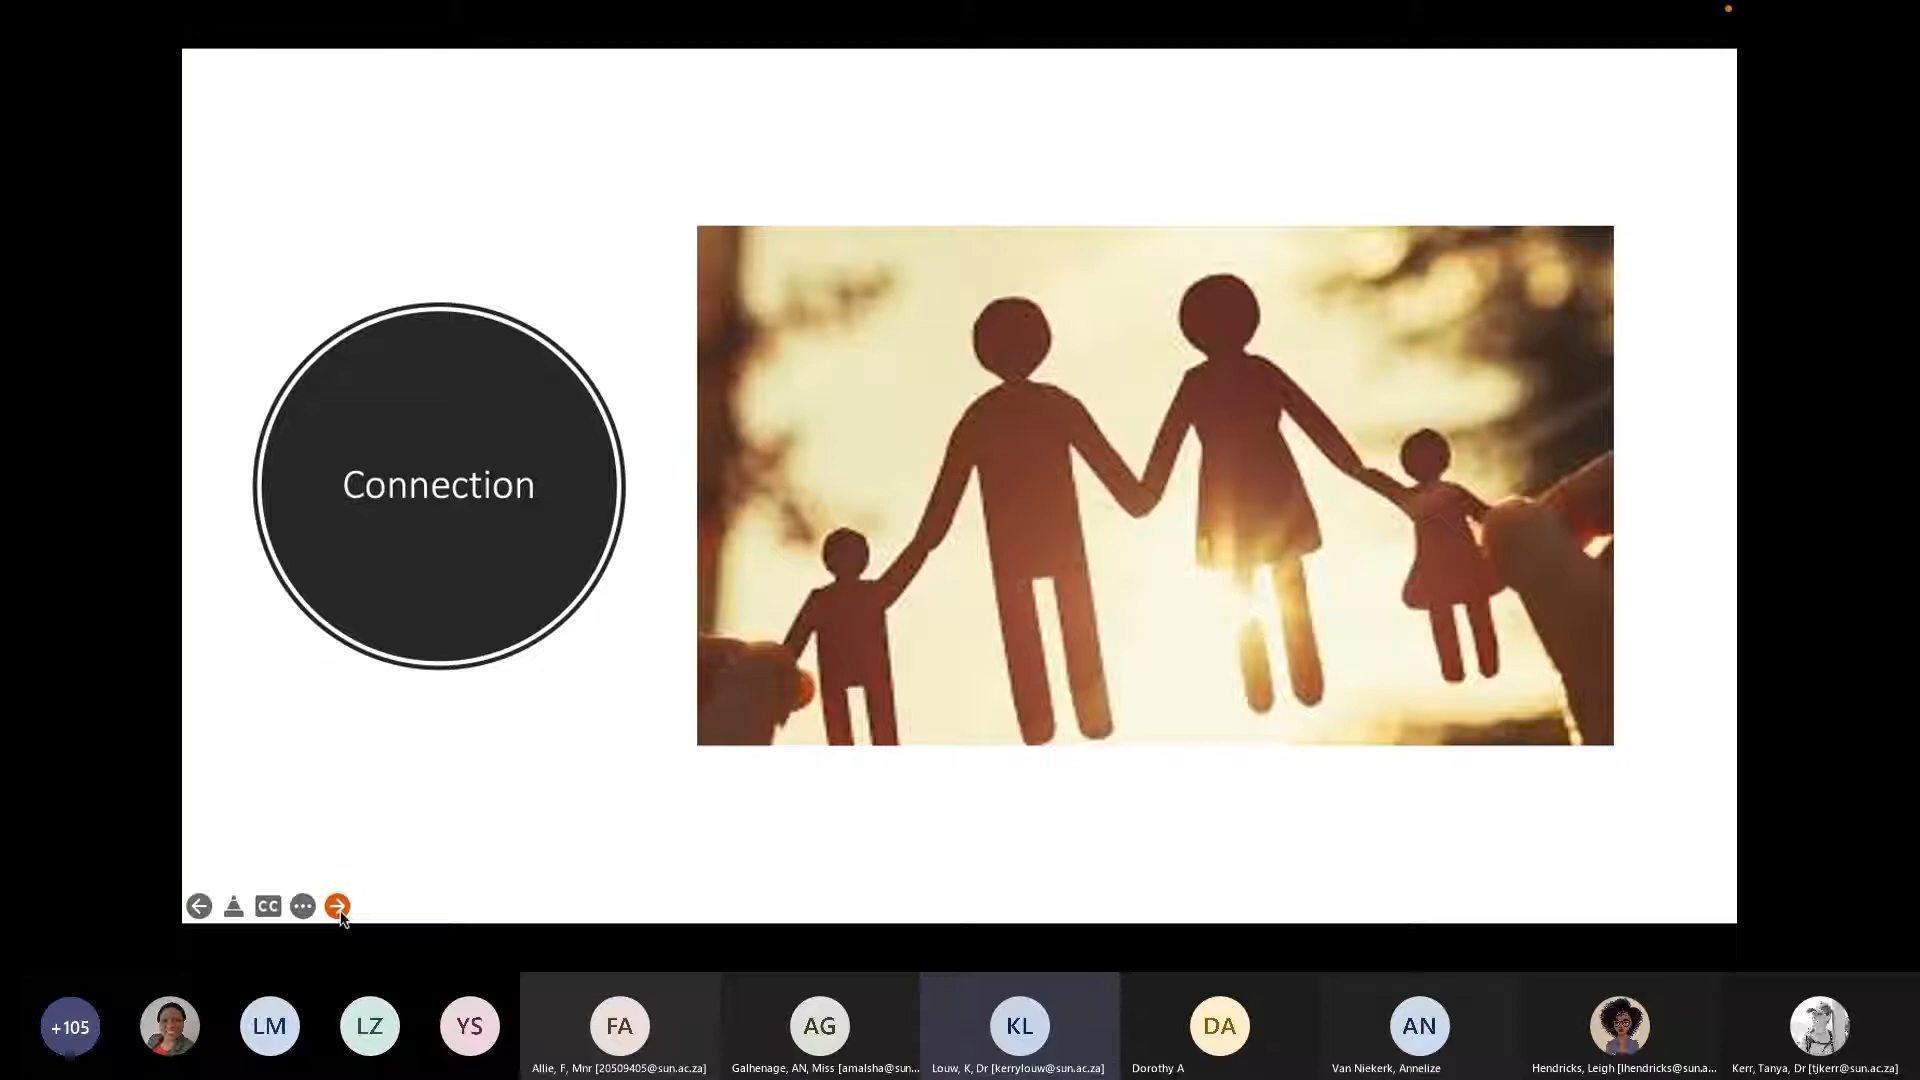 Connection
CC
+105
LM
LZ
YS
FA
AG
KL
DA
AN
Allie, F, Mnr [20509405@sun.ac.za]
Galhenage, AN, Miss [amalsha@sun...
Louw, K, Dr [kerrylouw@sun.ac.za]
Dorothy A
Van Niekerk, Annelize
Hendricks, Leigh [lhendricks@sun.a...
Kerr, Tanya, Dr [tjkerr@sun.ac.za]